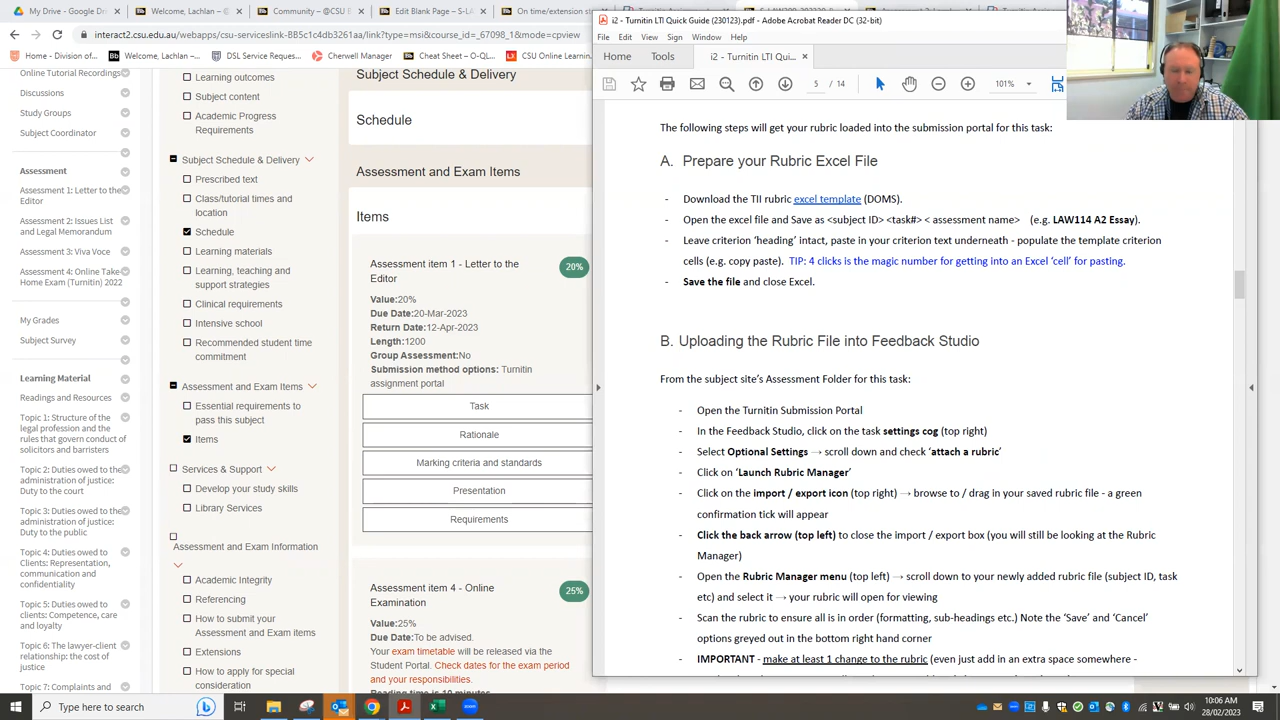 My Drive - Google Dri
Community – @CSU B
Edit Blank Page – S-LA
On time/extension s
interact2.csu.edu.au/webapps/csu-serviceslink-BB5c1c4db3261aa/link?type=msi&course_id=_67098_1&mode=cpview
Workspaces - Home
Welcome, Lachlan –
DSL Service Reques
Cherwell Manager
Cheat Sheet - O~QL
CSU Learning Exch
Online Tutorial Recordings
Discussions
Study Groups
Subject Coordinator
Assessment
Assessment 1: Letter to the
Editor
Assessment 2: Issues List
and Legal Memorandum
Assessment 3: Viva Voce
Assessment 4: Online Take-
Home Exam (Turnitin) 2022
My Grades
Subject Survey
Learning Material
Readings and Resources
Topic 1: Structure of the
legal profession and the
rules that govern conduct of
solicitors and barristers
Topic 2: Duties owed to the
administration of justice:
Duty to the court
Topic 3: Duties owed to the
administration of justice:
Duty to the public
Topic 4: Duties owed to
Clients: Representation,
communication and
confidentiality
Topic 5: Duties owed to
clients: Competence, care
and loyalty
Topic 6: The lawyer-client
relationship: the cost of
justice
Topic 7: Complaints and
Learning outcomes
Subject content
Academic Progress
Requirements
Subject Schedule & Delivery
Prescribed text
Class/tutorial times and
location
Schedule
Learning materials
Learning, teaching and
support strategies
Clinical requirements
Intensive school
Recommended student time
commitment
Assessment and Exam Items
Essential requirements to
pass this subject
Items
Services & Support
Develop your study skills
Library Services
Assessment and Exam Information
Academic Integrity
Referencing
How to submit your
Assessment and Exam items
Extensions
How to apply for special
consideration
Subject Schedule & Delivery
Schedule
Assessment and Exam Items
Items
Assessment item 1 - Letter to the
Editor
20%
Value:20%
Due Date:20-Mar-2023
Return Date:12-Apr-2023
Length:1200
Group Assessment:No
Submission method options: Turnitin
assignment portal
Task
Rationale
Marking criteria and standards
Presentation
Requirements
Assessment item 4 - Online
Examination
25%
Value:25%
Due Date:To be advised.
Your exam timetable will be released via the
Student Portal. Check dates for the exam period
and your responsibilities.
Reading time is 10 minutes
i2 - Turnitin LTI Quick Guide (230123).pdf - Adobe Acrobat Reader DC (32-bit)
File Edit View Sign Window Help
Home Tools i2 - Turnitin LTI Qui... ×
5 / 14
101%
The following steps will get your rubric loaded into the submission portal for this task:
A. Prepare your Rubric Excel File
- Download the TII rubric excel template (DOMS).
- Open the excel file and Save as <subject ID> <task#> < assessment name> (e.g. LAW114 A2 Essay).
- Leave criterion 'heading' intact, paste in your criterion text underneath - populate the template criterion
cells (e.g. copy paste). TIP: 4 clicks is the magic number for getting into an Excel 'cell' for pasting.
- Save the file and close Excel.
B. Uploading the Rubric File into Feedback Studio
From the subject site's Assessment Folder for this task:
- Open the Turnitin Submission Portal
- In the Feedback Studio, click on the task settings cog (top right)
- Select Optional Settings → scroll down and check 'attach a rubric'
- Click on 'Launch Rubric Manager'
- Click on the import / export icon (top right) → browse to / drag in your saved rubric file - a green
confirmation tick will appear
- Click the back arrow (top left) to close the import / export box (you will still be looking at the Rubric
Manager)
- Open the Rubric Manager menu (top left) → scroll down to your newly added rubric file (subject ID, task
etc) and select it → your rubric will open for viewing
- Scan the rubric to ensure all is in order (formatting, sub-headings etc.) Note the 'Save' and 'Cancel'
options greyed out in the bottom right hand corner
- IMPORTANT - make at least 1 change to the rubric (even just add in an extra space somewhere -
Type here to search
10:06 AM
28/02/2023